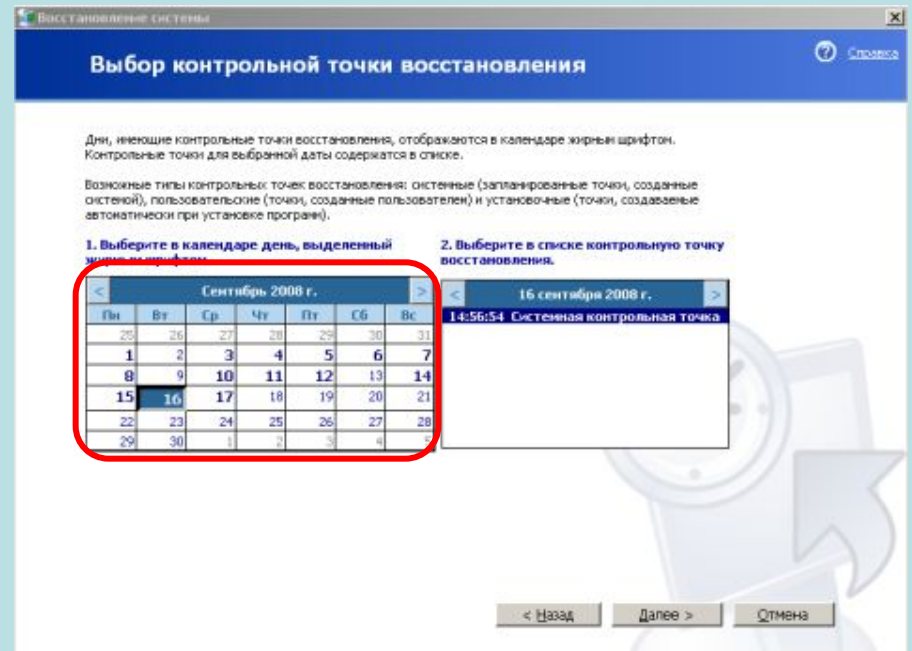 Восстановление системы
Выбор контрольной точки восстановления
Справка
Дни, имеющие контрольные точки восстановления, отображаются в календаре жирным шрифтом.
Контрольные точки для выбранной даты содержатся в списке.
Возможные типы контрольных точек восстановления: системные (запланированные точки, созданные
системой), пользовательские (точки, созданные пользователем) и установочные (точки, создаваемые
автоматически при установке программ).
1. Выберите в календаре день, выделенный
жирным шрифтом.
< Сентябрь 2008 г. >
Пн Вт Ср Чт Пт Сб Вс
25 26 27 28 29 30 31
1 2 3 4 5 6 7
8 9 10 11 12 13 14
15 16 17 18 19 20 21
22 23 24 25 26 27 28
29 30 1 2 3 4 5
2. Выберите в списке контрольную точку
восстановления.
< 16 сентября 2008 г. >
14:56:54 Системная контрольная точка
< Назад
Далее >
Отмена